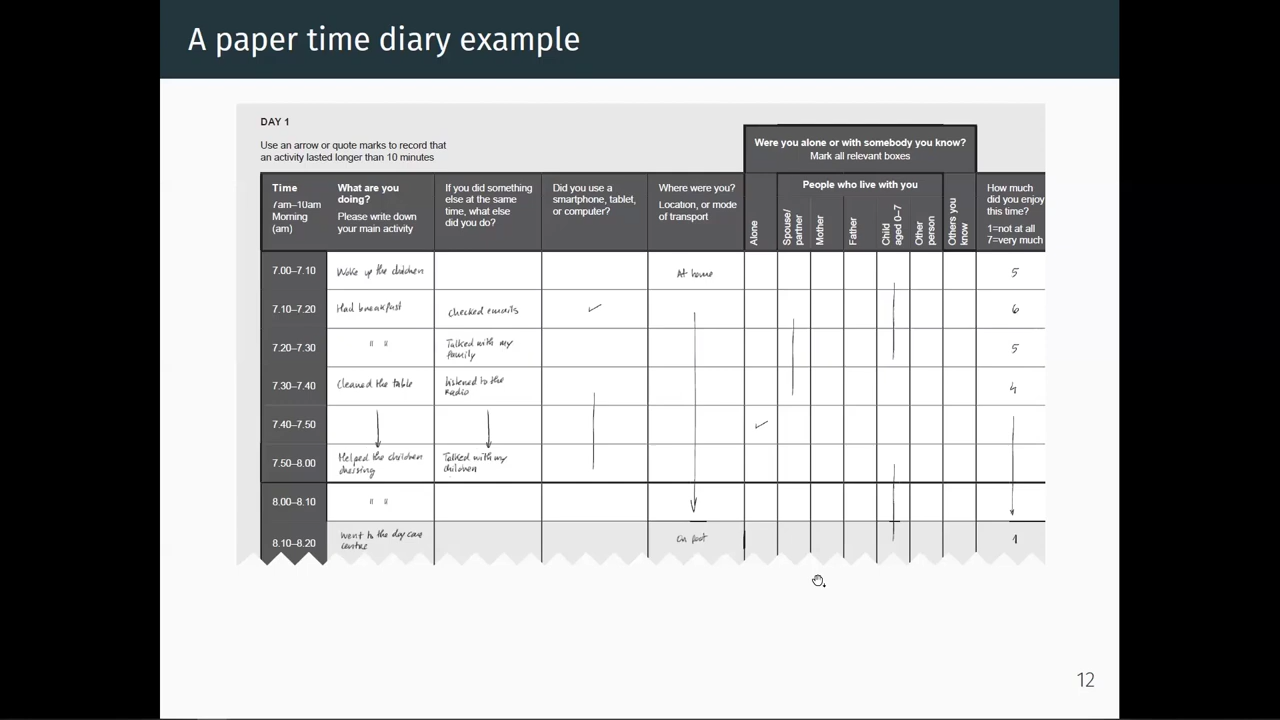 A paper time diary example
DAY 1
Use an arrow or quote marks to record that
an activity lasted longer than 10 minutes
Were you alone or with somebody you know?
Mark all relevant boxes
Time
7am–10am
Morning
(am)
What are you
doing?
Please write down
your main activity
If you did something
else at the same
time, what else
did you do?
Did you use a
smartphone, tablet,
or computer?
Where were you?
Location, or mode
of transport
Alone
People who live with you
Spouse/
partner
Mother
Father
Child
aged 0–7
Other
person
Others you
know
How much
did you enjoy
this time?
1=not at all
7=very much
7.00–7.10
Woke up the children
At home
5
7.10–7.20
Had breakfast
checked emails
6
7.20–7.30
" "
Talked with my
family
5
7.30–7.40
Cleaned the table
listened to the
radio
4
7.40–7.50
7.50–8.00
Helped the children
dressing
Talked with my
children
8.00–8.10
" "
8.10–8.20
went to the day care
centre
On foot
1
12